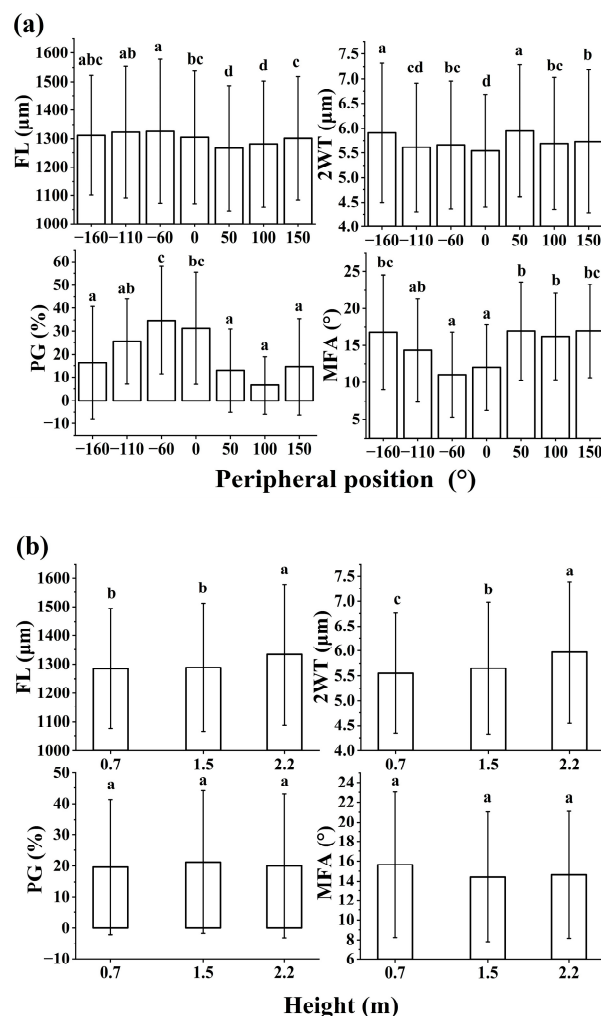 (a)
FL (µm)
1600
1500
1400
1300
1200
1100
1000
abc ab a bc d d c
−160 −110 −60 0 50 100 150
2WT (µm)
7.5
7.0
6.5
6.0
5.5
5.0
4.5
4.0
a cd bc d a bc b
−160 −110 −60 0 50 100 150
PG (%)
60
50
40
30
20
10
0
−10
a ab c bc a a a
−160 −110 −60 0 50 100 150
MFA (°)
25
20
15
10
5
bc ab a a b b bc
−160 −110 −60 0 50 100 150
Peripheral position (°)
(b)
FL (µm)
1600
1500
1400
1300
1200
1100
1000
b b a
0.7 1.5 2.2
2WT (µm)
7.5
7.0
6.5
6.0
5.5
5.0
4.5
4.0
c b a
0.7 1.5 2.2
PG (%)
50
40
30
20
10
0
−10
a a a
0.7 1.5 2.2
MFA (°)
24
22
20
18
16
14
12
10
8
6
a a a
0.7 1.5 2.2
Height (m)